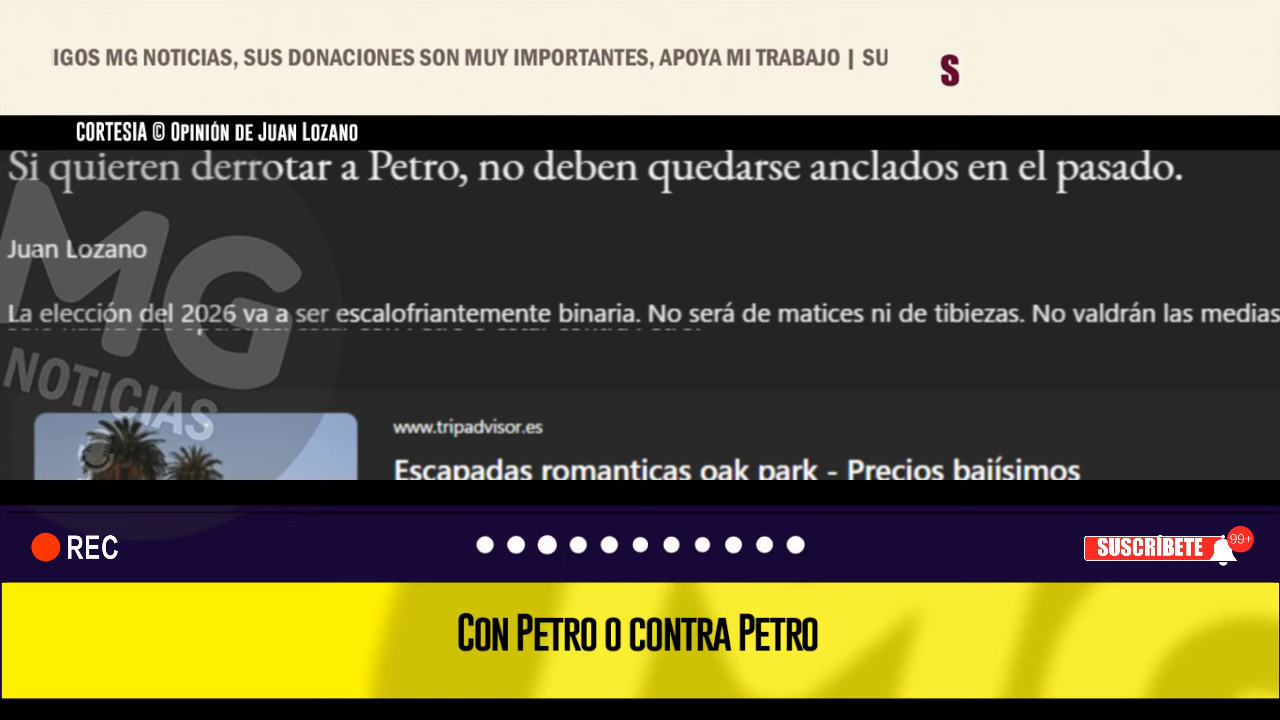 IGOS MG NOTICIAS, SUS DONACIONES SON MUY IMPORTANTES, APOYA MI TRABAJO | SU
S
CORTESIA © OPINIÓN DE JUAN LOZANO
Si quieren derrotar a Petro, no deben quedarse anclados en el pasado.
Juan Lozano
La elección del 2026 va a ser escalofriantemente binaria. No será de matices ni de tibiezas. No valdrán las medias
MG
NOTICIAS
www.tripadvisor.es
Escapadas romanticas oak park - Precios bajísimos
REC
SUSCRÍBETE
99+
CON PETRO O CONTRA PETRO